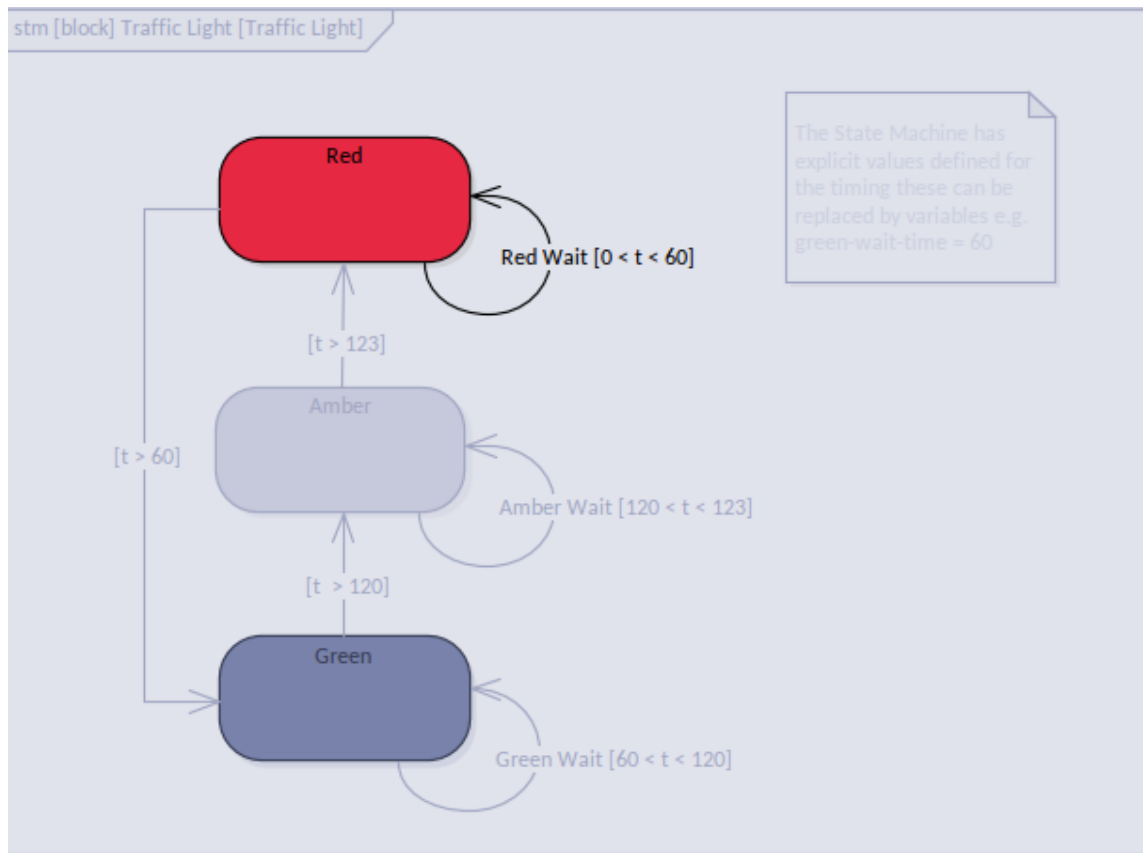 stm [block] Traffic Light [Traffic Light]
The State Machine has
explicit values defined for
the timing these can be
replaced by variables e.g.
green-wait-time = 60
Red
Red Wait [0 < t < 60]
[t > 123]
Amber
[t > 60]
Amber Wait [120 < t < 123]
[t  > 120]
Green
Green Wait [60 < t < 120]